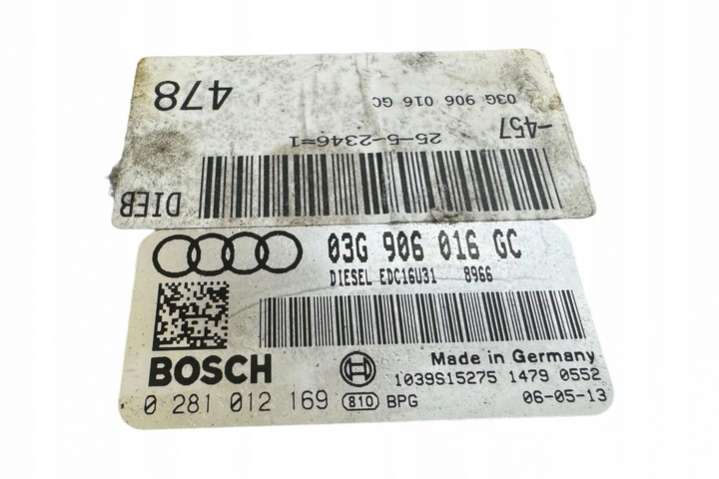 478
03G 906 016 GC
-457
25-5-2346=1
DIEB
03G 906 016 GC
DIESEL EDC16U31 8966
BOSCH
Made in Germany
1039S15275 1479 0552
0 281 012 169 810 BPG 06-05-13